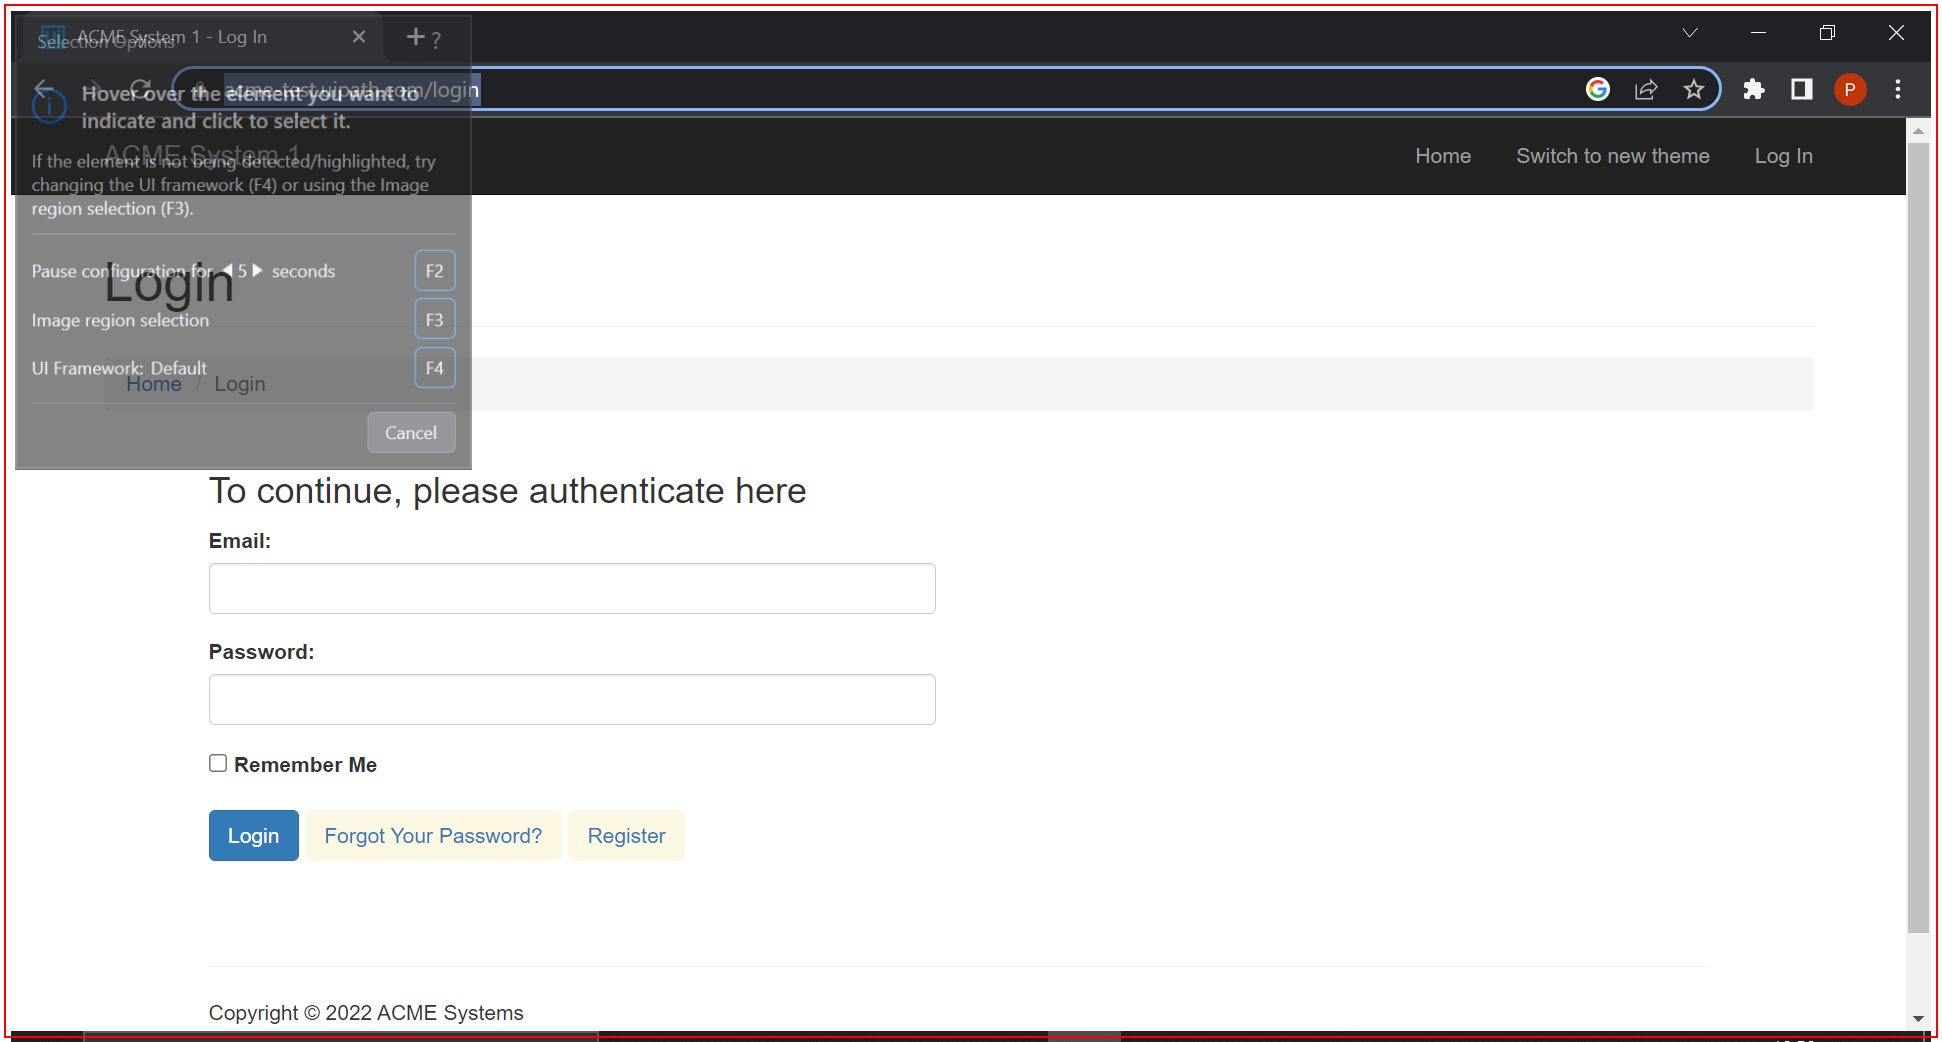 ACME System 1 - Log In
Selection Options
?
acme-test.uipath.com/login
P
Hover over the element you want to
indicate and click to select it.
ACME System 1
Home
Switch to new theme
Log In
If the element is not being detected/highlighted, try
changing the UI framework (F4) or using the Image
region selection (F3).
Pause configuration for 5 seconds
F2
Login
Image region selection
F3
UI Framework: Default
F4
Home / Login
Cancel
To continue, please authenticate here
Email:
Password:
Remember Me
Login
Forgot Your Password?
Register
Copyright © 2022 ACME Systems